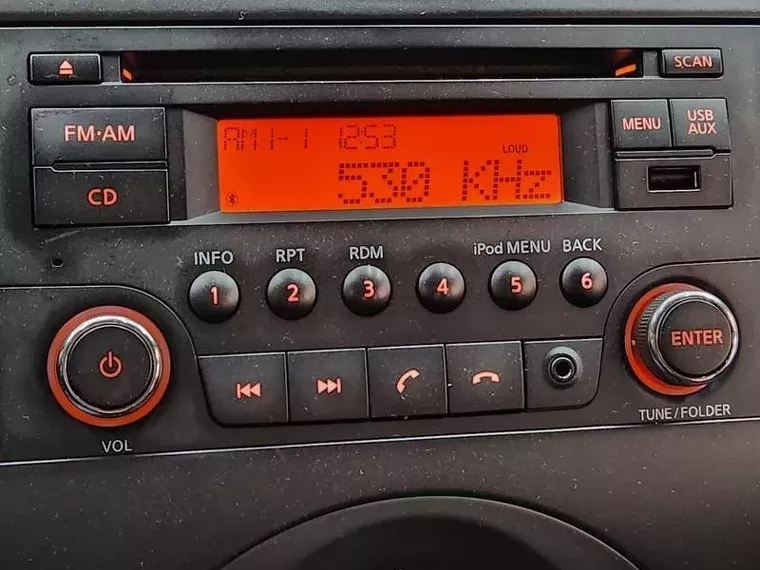 SCAN
FM·AM
AM1-1 12:53
LOUD
530 KHz
MENU
USB AUX
CD
INFO RPT RDM iPod MENU BACK
1 2 3 4 5 6
ENTER
VOL
TUNE/FOLDER